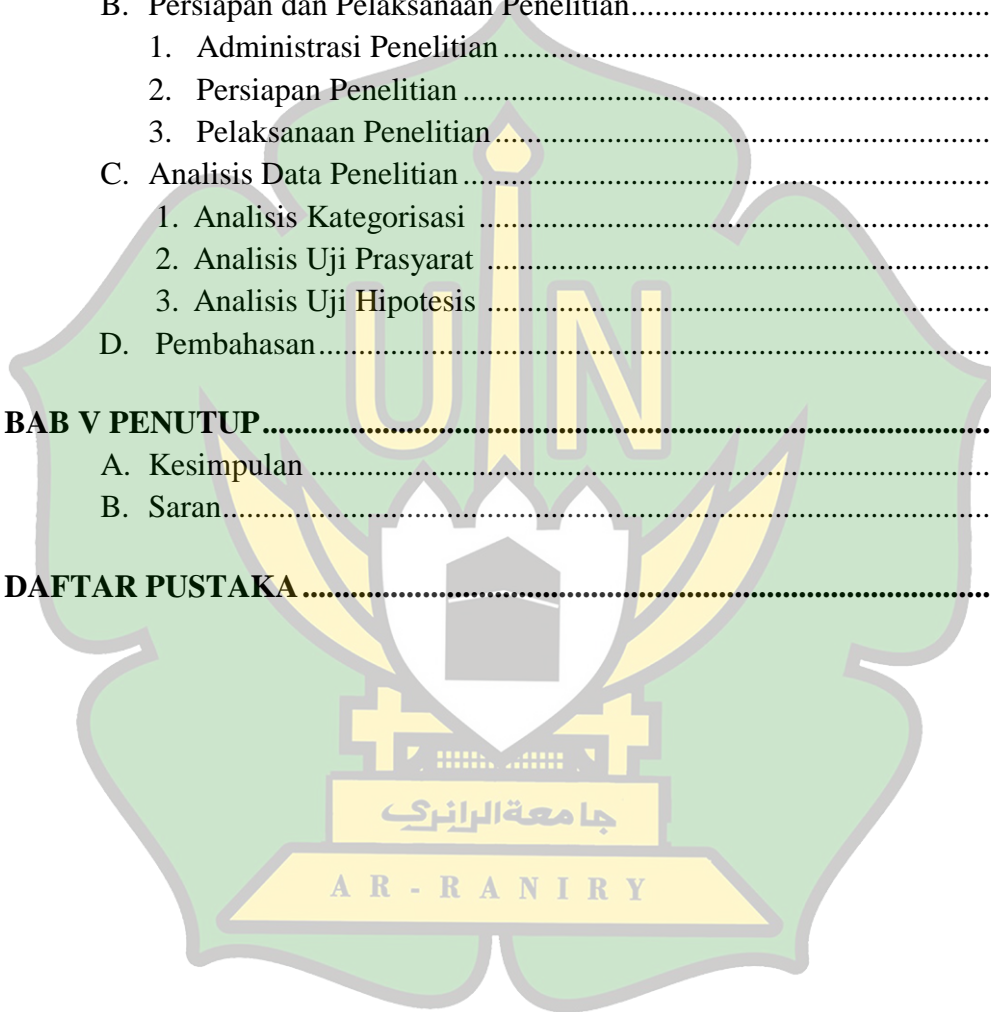 B. Persiapan dan Pelaksanaan Penelitian....................................................
1. Administrasi Penelitian....................................................................
2. Persiapan Penelitian..........................................................................
3. Pelaksanaan Penelitian......................................................................
C. Analisis Data Penelitian..........................................................................
1. Analisis Kategorisasi ........................................................................
2. Analisis Uji Prasyarat .......................................................................
3. Analisis Uji Hipotesis .......................................................................
D. Pembahasan..............................................................................................
UIN
BAB V PENUTUP..............................................................................................
A. Kesimpulan ..............................................................................................
B. Saran..........................................................................................................
DAFTAR PUSTAKA..........................................................................................
جامعة الرانري
AR-RANIRY